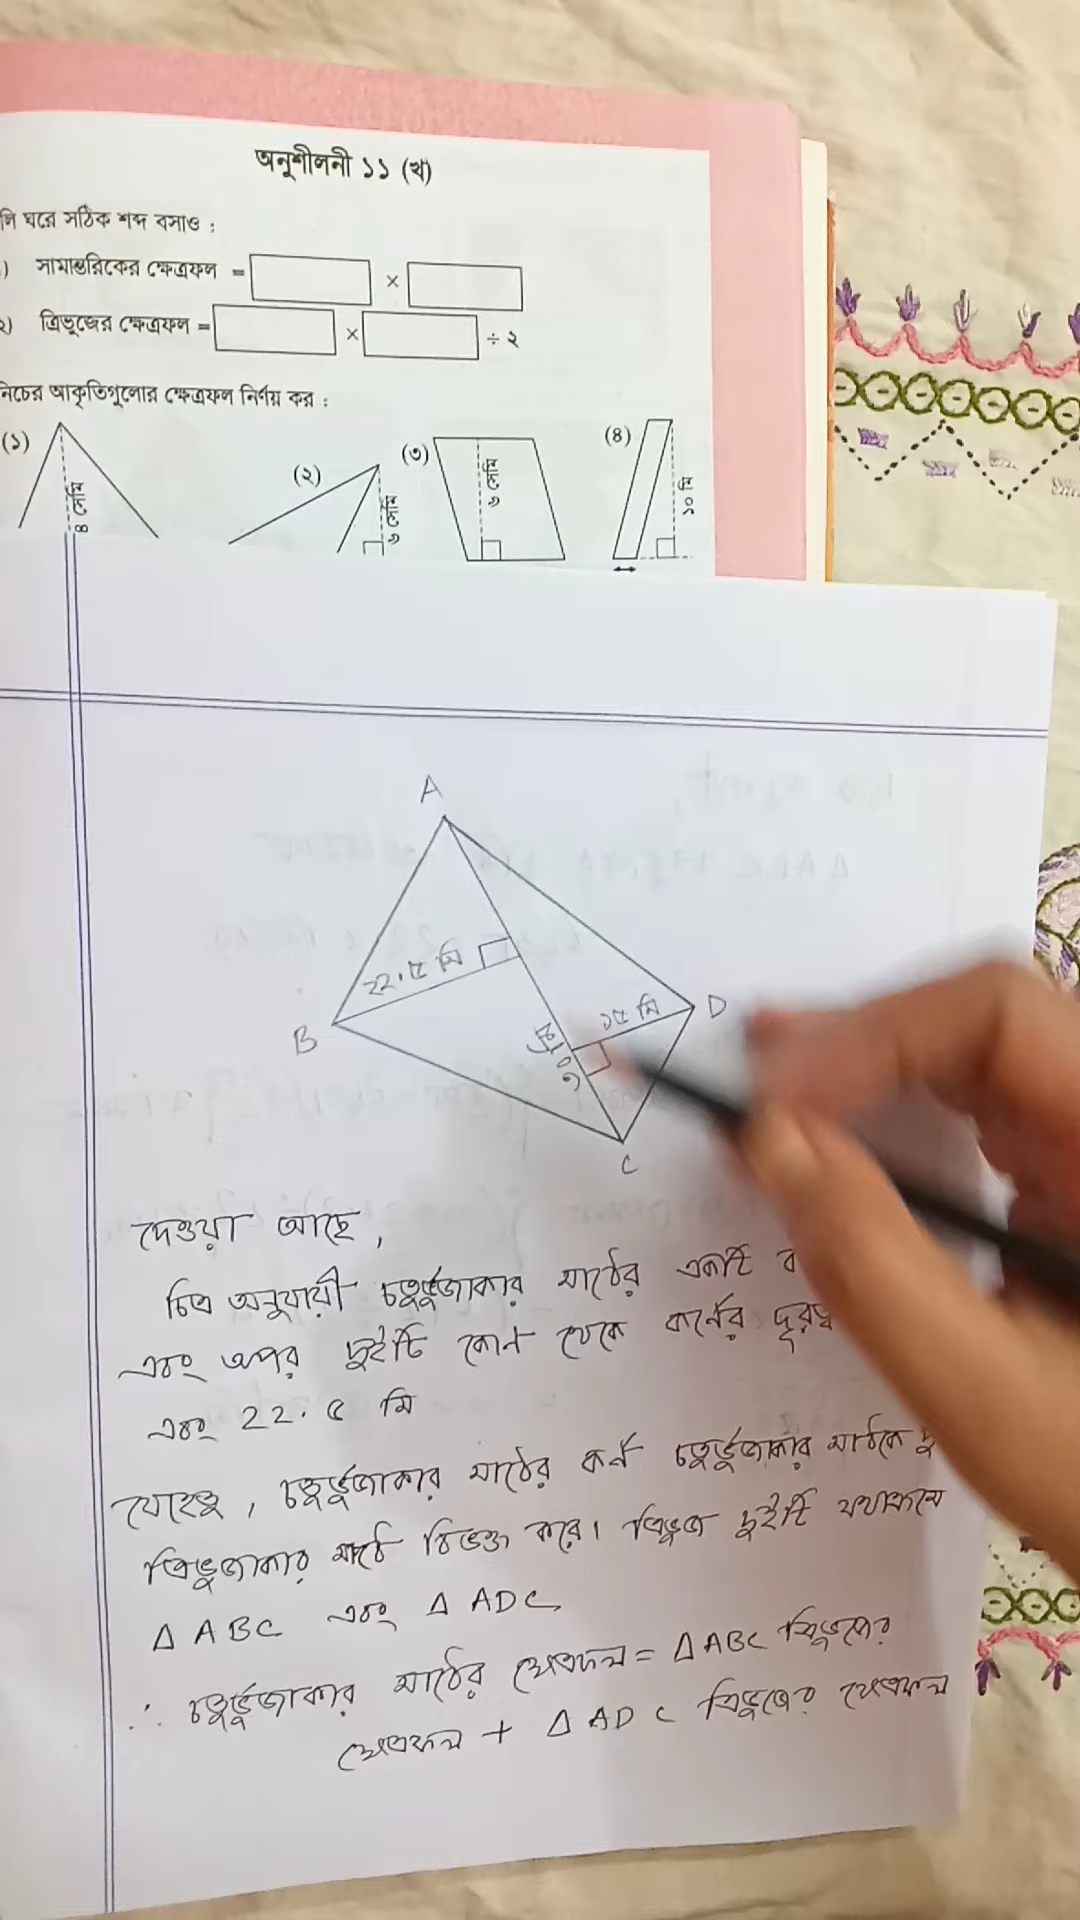 অনুশীলনী ১১ (খ)
লি ঘরে সঠিক শব্দ বসাও :
) সামান্তরিকের ক্ষেত্রফল = ×
২) ত্রিভুজের ক্ষেত্রফল = × ÷ ২
নিচের আকৃতিগুলোর ক্ষেত্রফল নির্ণয় কর :
(১) ৪ সেমি (২) ৬ সেমি (৩) ৬ সেমি (৪) ১০ মি
A
২২.৫ মি
B
১৫ মি
D
C
দেওয়া আছে,
চিত্র অনুযায়ী চতুর্ভুজাকার মাঠের একটি
এবং অপর দুইটি কোন থেকে কর্নের দূরত্ব
এবং ২২.৫ মি
যেহেতু, চতুর্ভুজাকার মাঠের কর্ন চতুর্ভুজাকার মাঠকে
ত্রিভুজাকার মাঠে বিভক্ত করে। ত্রিভুজ দুইটি যথাক্রমে
Δ ABC এবং Δ ADC
∴ চতুর্ভুজাকার মাঠের ক্ষেত্রফল = Δ ABC ত্রিভুজের
ক্ষেত্রফল + Δ ADC ত্রিভুজের ক্ষেত্রফল